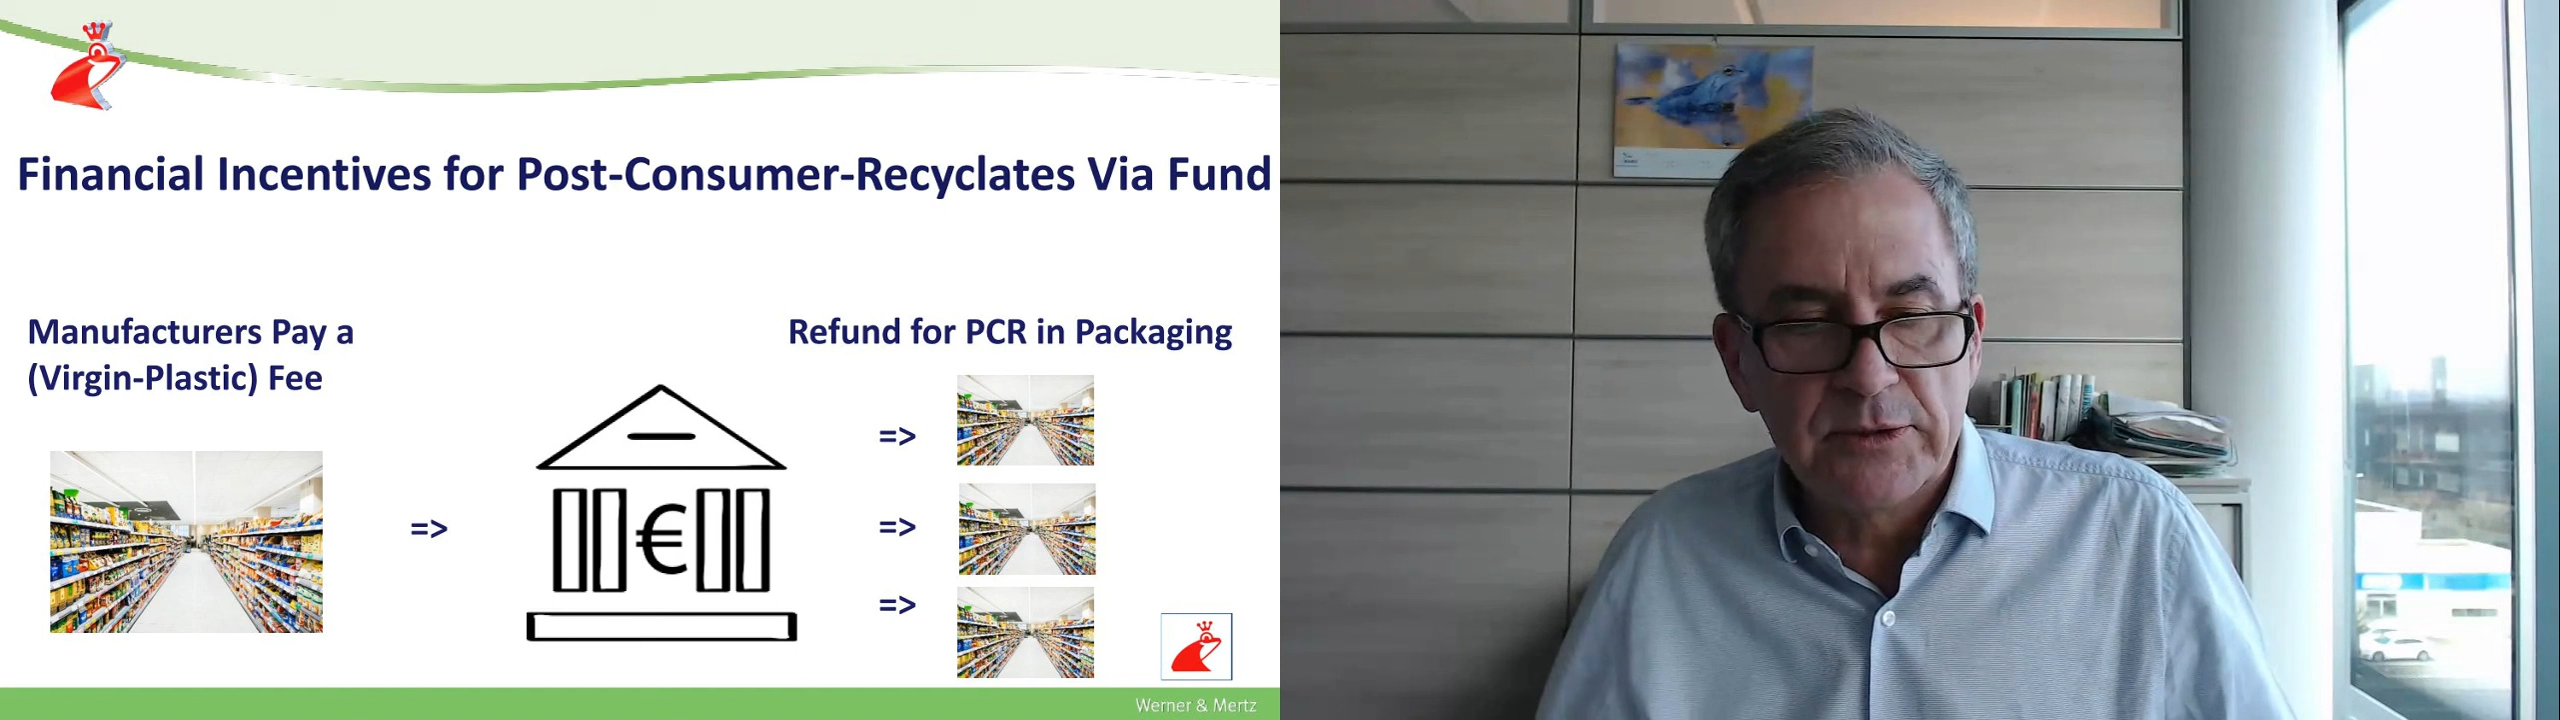 Financial Incentives for Post-Consumer-Recyclates Via Fund
Manufacturers Pay a
(Virgin-Plastic) Fee
Refund for PCR in Packaging
=>
€
=>
=>
=>
Werner & Mertz